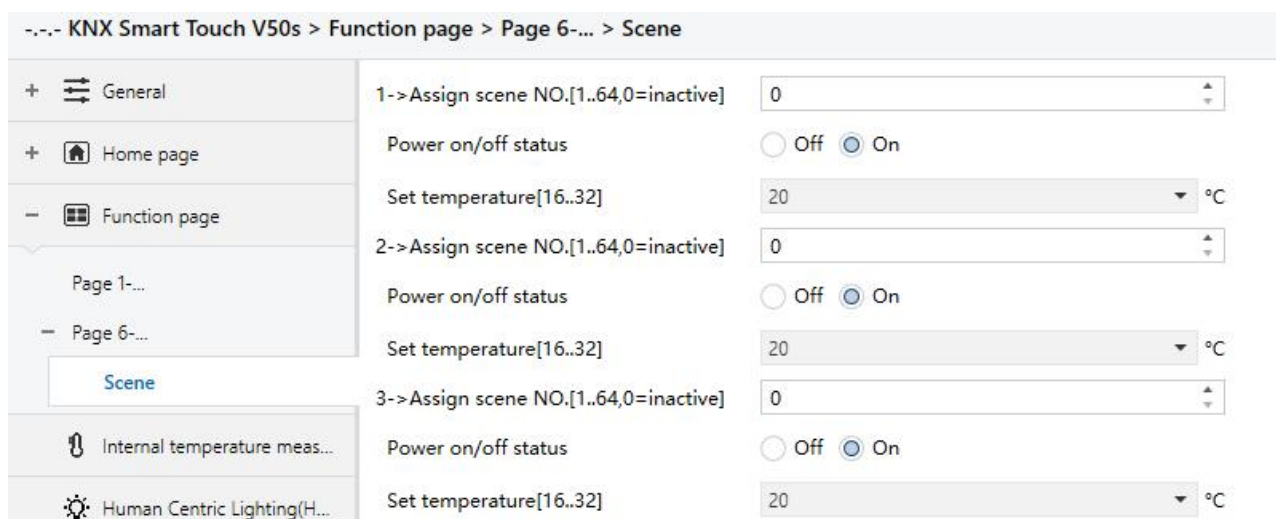 -.-.- KNX Smart Touch V50s > Function page > Page 6-... > Scene
+ General
+ Home page
− Function page
Page 1-...
− Page 6-...
Scene
Internal temperature meas...
Human Centric Lighting(H...
1->Assign scene NO.[1..64,0=inactive] 0
Power on/off status Off On
Set temperature[16..32] 20 °C
2->Assign scene NO.[1..64,0=inactive] 0
Power on/off status Off On
Set temperature[16..32] 20 °C
3->Assign scene NO.[1..64,0=inactive] 0
Power on/off status Off On
Set temperature[16..32] 20 °C